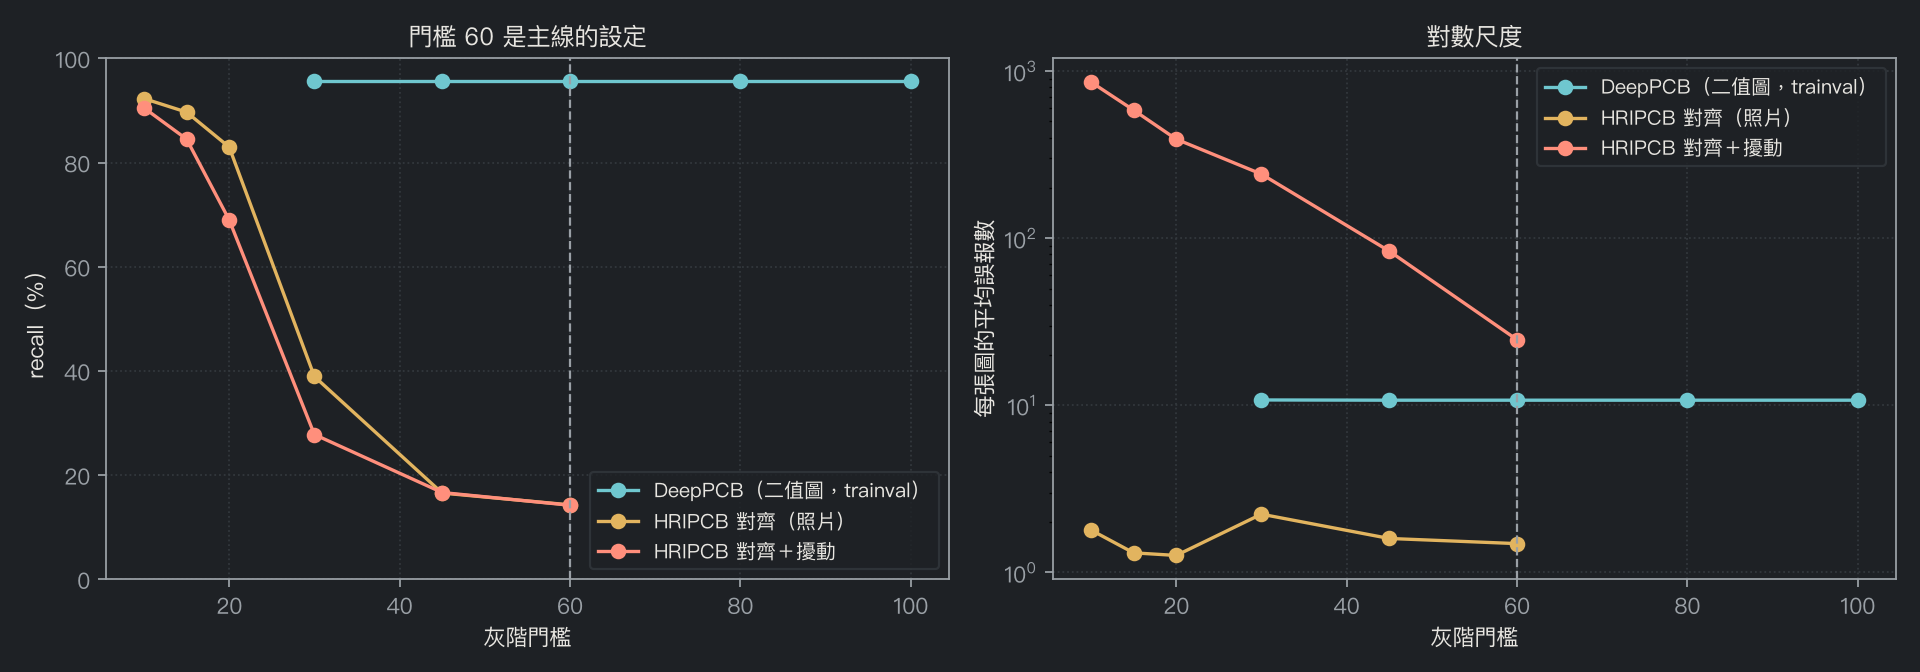 門檻 60 是主線的設定
recall（%）
100
80
60
40
20
0
20
40
60
80
100
灰階門檻
DeepPCB（二值圖，trainval）
HRIPCB 對齊（照片）
HRIPCB 對齊＋擾動
對數尺度
每張圖的平均誤報數
10³
10²
10¹
10⁰
20
40
60
80
100
灰階門檻
DeepPCB（二值圖，trainval）
HRIPCB 對齊（照片）
HRIPCB 對齊＋擾動